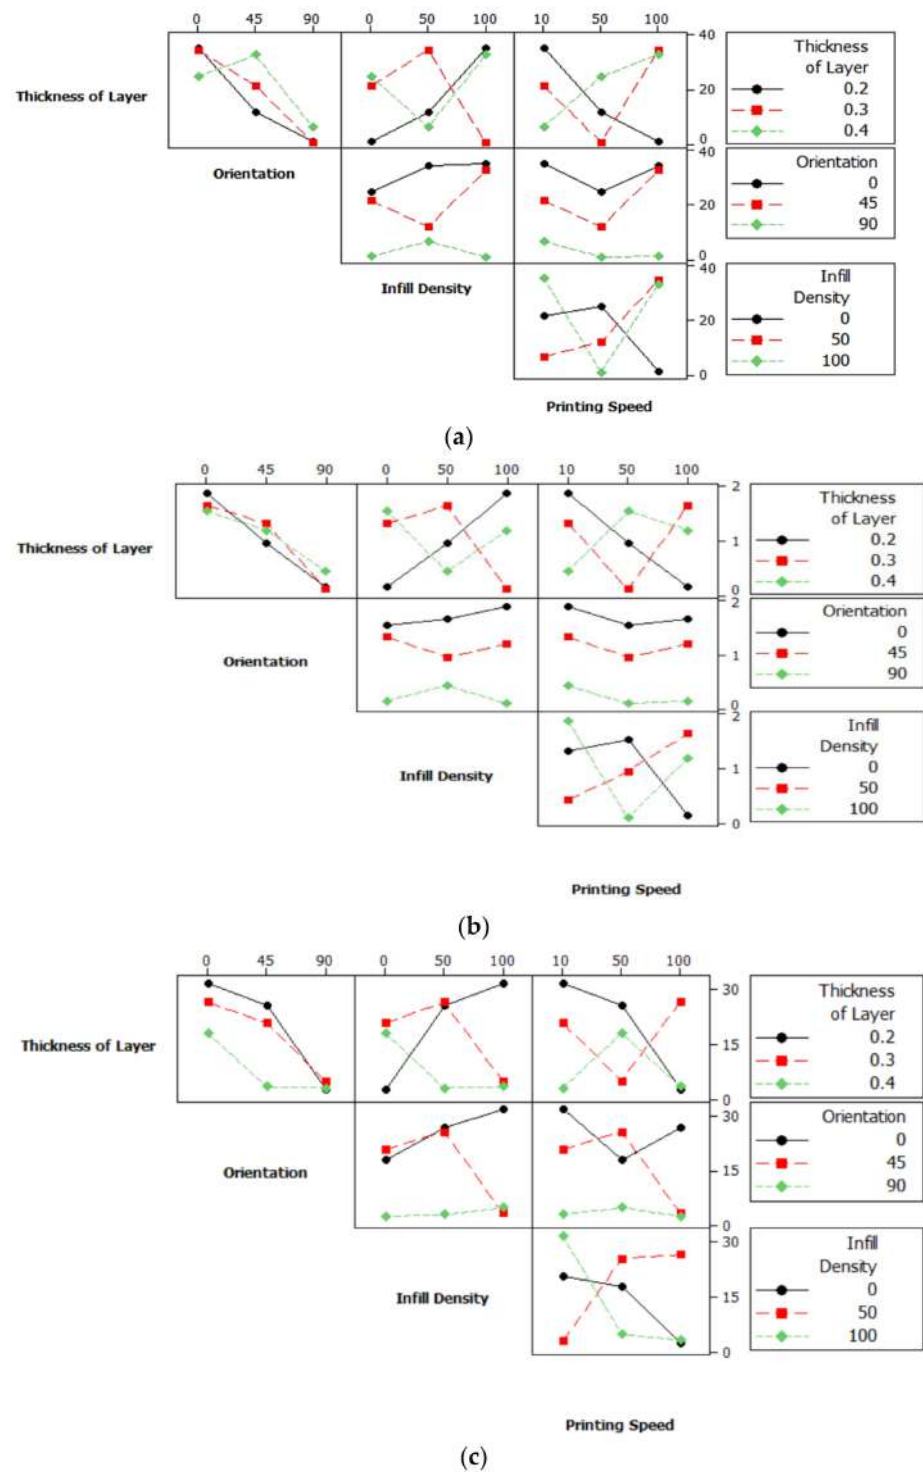 0 45 90 0 50 100 10 50 100
40
Thickness
of Layer
Thickness of Layer
20
0.2
0.3
0.4
0
40
Orientation
Orientation
0
20
45
90
0
40
Infill
Infill Density
Density
0
20
50
100
0
Printing Speed
(a)
0 45 90 0 50 100 10 50 100
2
Thickness
of Layer
Thickness of Layer
1
0.2
0.3
0.4
0
2
Orientation
0
Orientation
1
45
90
0
2
Infill
Density
Infill Density
1
0
50
100
0
Printing Speed
(b)
0 45 90 0 50 100 10 50 100
30
Thickness
of Layer
Thickness of Layer
15
0.2
0.3
0.4
0
30
Orientation
0
Orientation
15
45
90
0
30
Infill
Density
Infill Density
15
0
50
100
0
Printing Speed
(c)